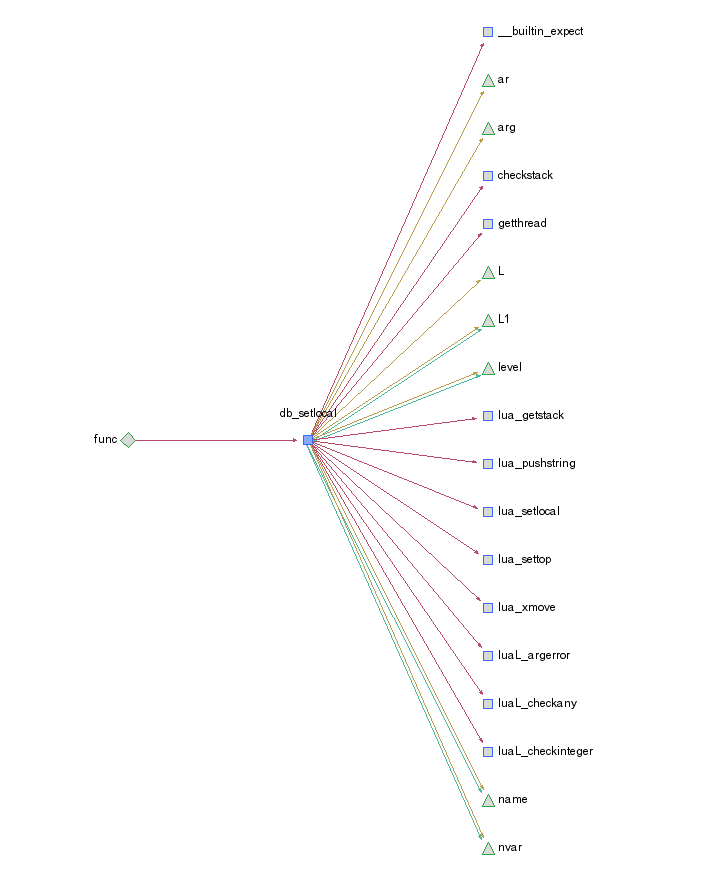 __builtin_expect
ar
arg
checkstack
getthread
L
L1
level
db_setlocal
lua_getstack
func
lua_pushstring
lua_setlocal
lua_settop
lua_xmove
luaL_argerror
luaL_checkany
luaL_checkinteger
name
nvar